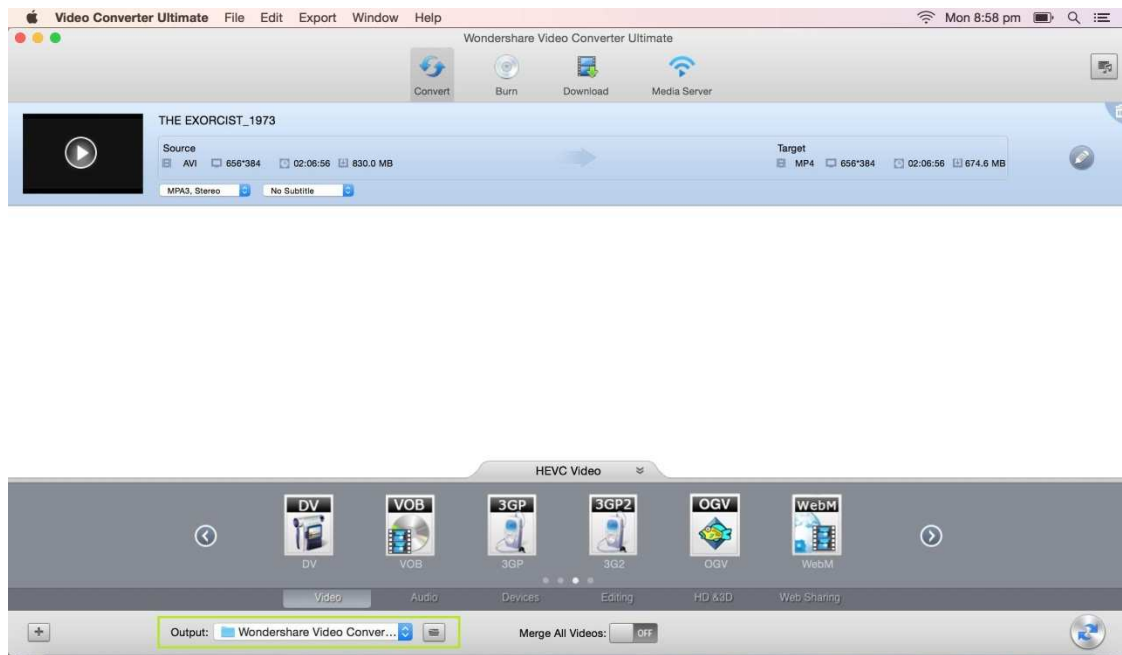 Video Converter Ultimate File Edit Export Window Help Mon 8:58 pm
Wondershare Video Converter Ultimate
Convert Burn Download Media Server
THE EXORCIST_1973
Source Target
AVI 656*384 02:06:56 830.0 MB MP4 656*384 02:06:56 674.6 MB
MPA3, Stereo No Subtitle
HEVC Video
DV VOB 3GP 3GP2 OGV WebM
DV VOB 3GP 3G2 OGV WebM
Video Audio Devices Editing HD &3D Web Sharing
Output: Wondershare Video Conver... Merge All Videos: OFF